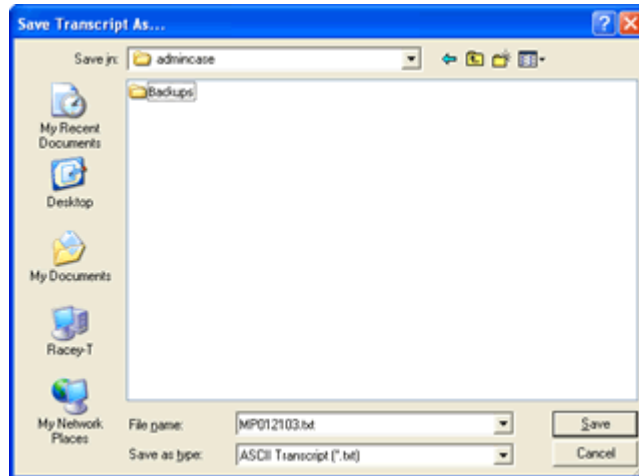 Save Transcript As...
Save in: admincase
Backups
My Recent
Documents
Desktop
My Documents
Racey-T
My Network
Places
File name: MP012103.txt Save
Save as type: ASCII Transcript (*.txt) Cancel